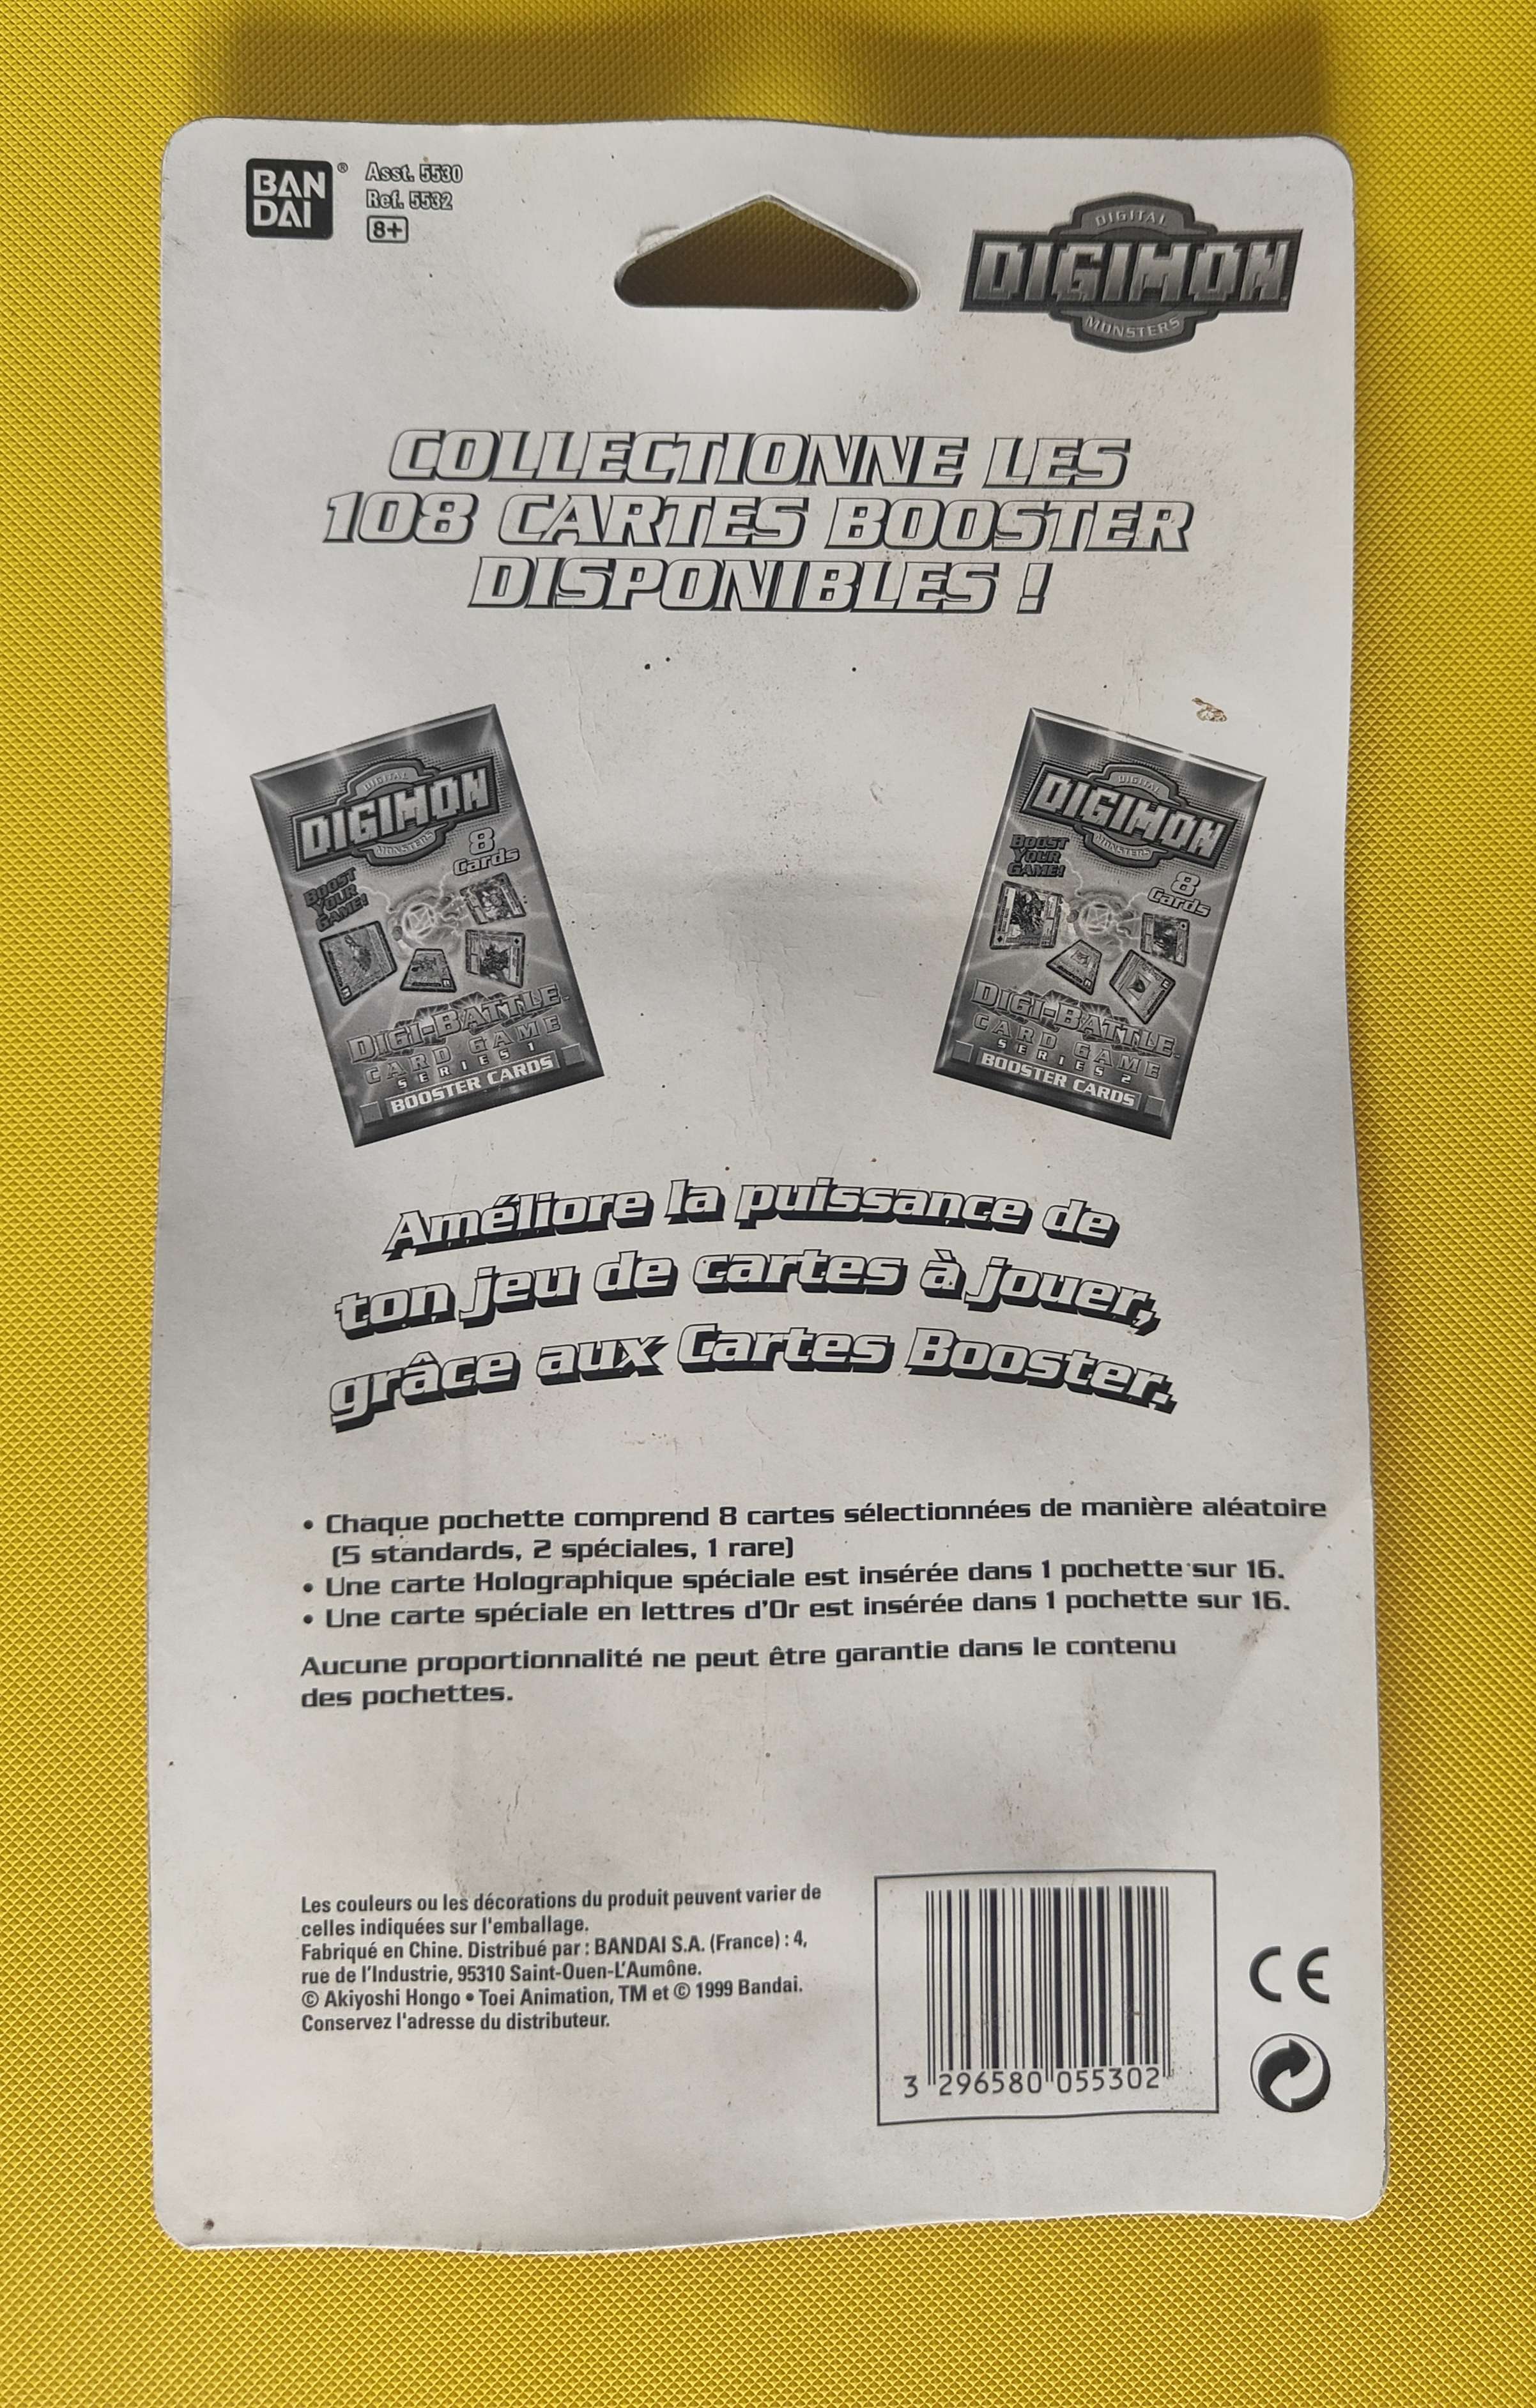 BAN
DAI
®
Asst. 5530
Ref. 5532
8+
DIGITAL
DIGIMON
MONSTERS
COLLECTIONNE LES
108 CARTES BOOSTER
DISPONIBLES !
DIGITAL
DIGIMON
MONSTERS
8
Cards
BOOST
YOUR
GAME!
DIGI-BATTLE
CARD GAME
SERIES 1
BOOSTER CARDS
DIGITAL
DIGIMON
MONSTERS
BOOST
YOUR
GAME!
8
Cards
DIGI-BATTLE
CARD GAME
SERIES 2
BOOSTER CARDS
Améliore la puissance de
ton jeu de cartes à jouer,
grâce aux Cartes Booster.
• Chaque pochette comprend 8 cartes sélectionnées de manière aléatoire
(5 standards, 2 spéciales, 1 rare)
• Une carte Holographique spéciale est insérée dans 1 pochette sur 16.
• Une carte spéciale en lettres d'Or est insérée dans 1 pochette sur 16.
Aucune proportionnalité ne peut être garantie dans le contenu
des pochettes.
Les couleurs ou les décorations du produit peuvent varier de
celles indiquées sur l'emballage.
Fabriqué en Chine. Distribué par : BANDAI S.A. (France) : 4,
rue de l'Industrie, 95310 Saint-Ouen-L'Aumône.
© Akiyoshi Hongo • Toei Animation, TM et © 1999 Bandai.
Conservez l'adresse du distributeur.
3 296580 055302
CE